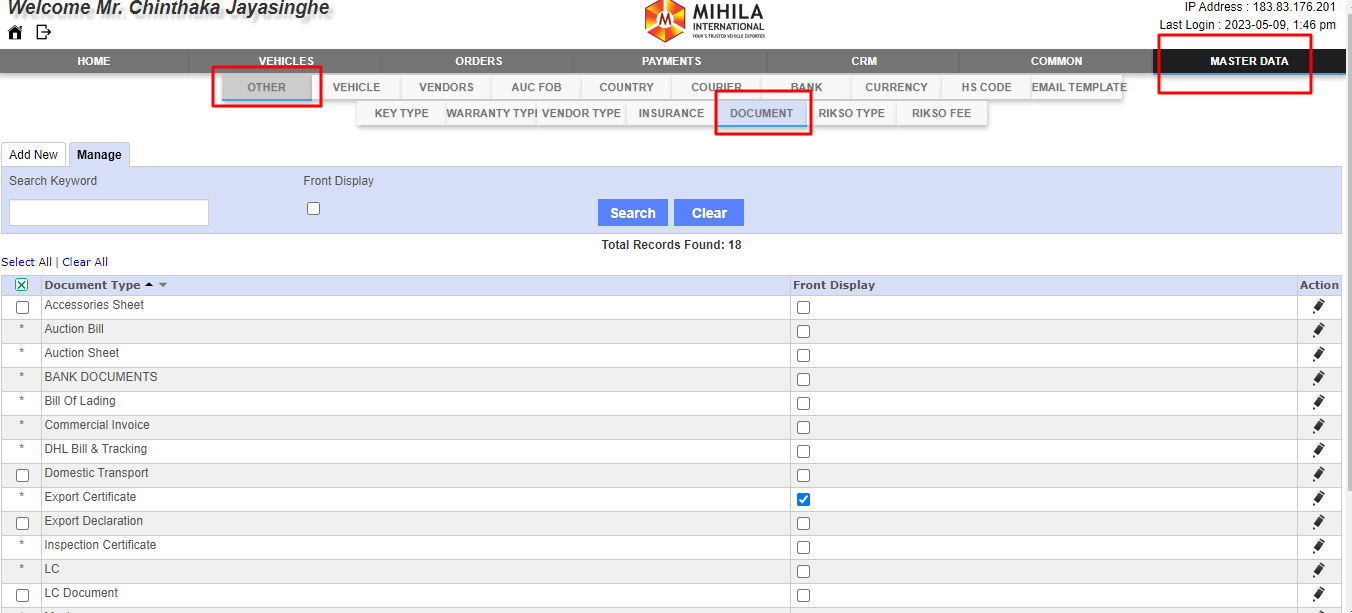 Welcome Mr. Chinthaka Jayasinghe
MIHILA
INTERNATIONAL
YOUR'S TRUSTED VEHICLE EXPORTER
IP Address : 183.83.176.201
Last Login : 2023-05-09, 1:46 pm
HOME VEHICLES ORDERS PAYMENTS CRM COMMON MASTER DATA
OTHER VEHICLE VENDORS AUC FOB COUNTRY COURIER BANK CURRENCY HS CODE EMAIL TEMPLATE
KEY TYPE WARRANTY TYPI VENDOR TYPE INSURANCE DOCUMENT RIKSO TYPE RIKSO FEE
Add New Manage
Search Keyword Front Display
Search Clear
Total Records Found: 18
Select All | Clear All
Document Type Front Display Action
Accessories Sheet
* Auction Bill
* Auction Sheet
* BANK DOCUMENTS
* Bill Of Lading
* Commercial Invoice
* DHL Bill & Tracking
Domestic Transport
* Export Certificate
Export Declaration
* Inspection Certificate
* LC
LC Document